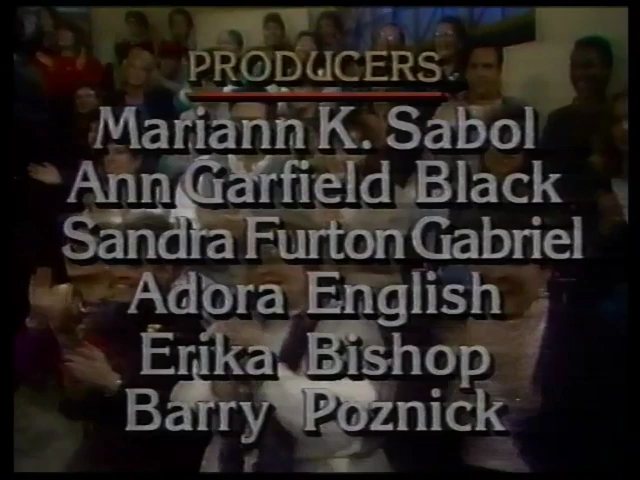 PRODUCERS
Mariann K. Sabol
Ann Garfield Black
Sandra Furton Gabriel
Adora English
Erika Bishop
Barry Poznick